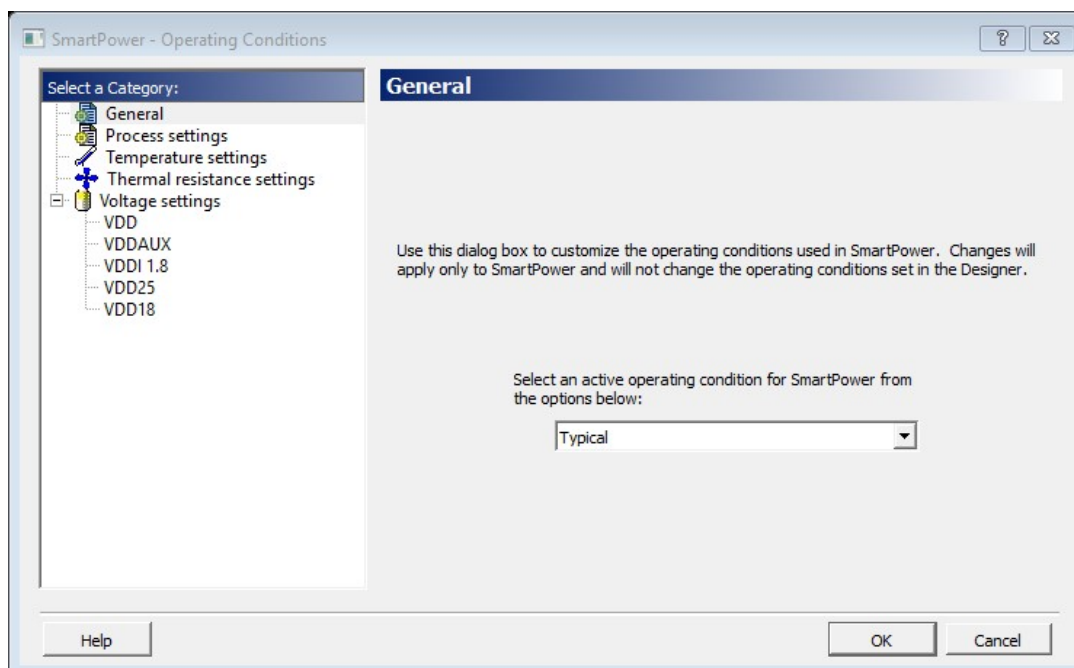 SmartPower - Operating Conditions
Select a Category:
General
Process settings
Temperature settings
Thermal resistance settings
Voltage settings
VDD
VDDAUX
VDDI 1.8
VDD25
VDD18
General
Use this dialog box to customize the operating conditions used in SmartPower.  Changes will
apply only to SmartPower and will not change the operating conditions set in the Designer.
Select an active operating condition for SmartPower from
the options below:
Typical
Help
OK
Cancel